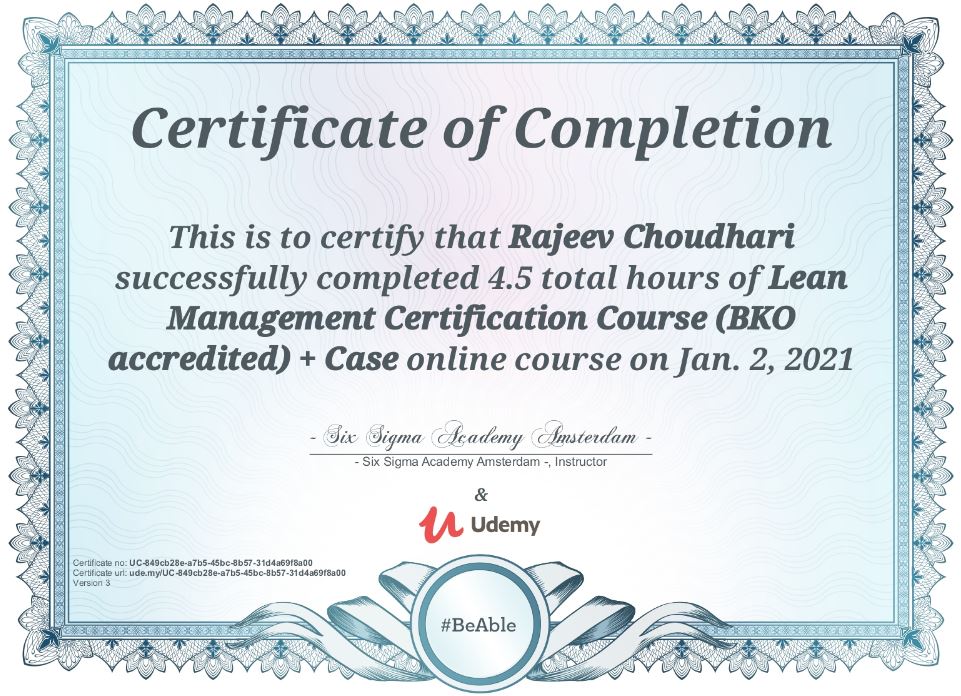 Certificate of Completion
This is to certify that Rajeev Choudhari
successfully completed 4.5 total hours of Lean
Management Certification Course (BKO
accredited) + Case online course on Jan. 2, 2021
- Six Sigma Academy Amsterdam -
- Six Sigma Academy Amsterdam -, Instructor
&
Udemy
Certificate no: UC-849cb28e-a7b5-45bc-8b57-31d4a69f8a00
Certificate url: ude.my/UC-849cb28e-a7b5-45bc-8b57-31d4a69f8a00
Version 3
#BeAble